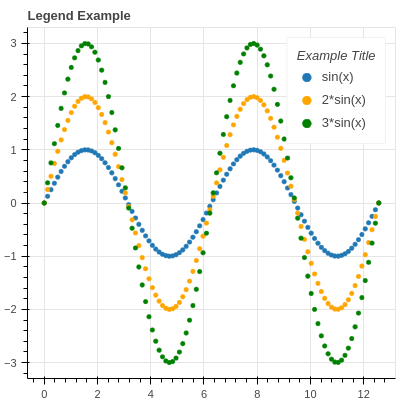 Legend Example
Example Title
sin(x)
2*sin(x)
3*sin(x)
3
2
1
0
−1
−2
−3
0 2 4 6 8 10 12